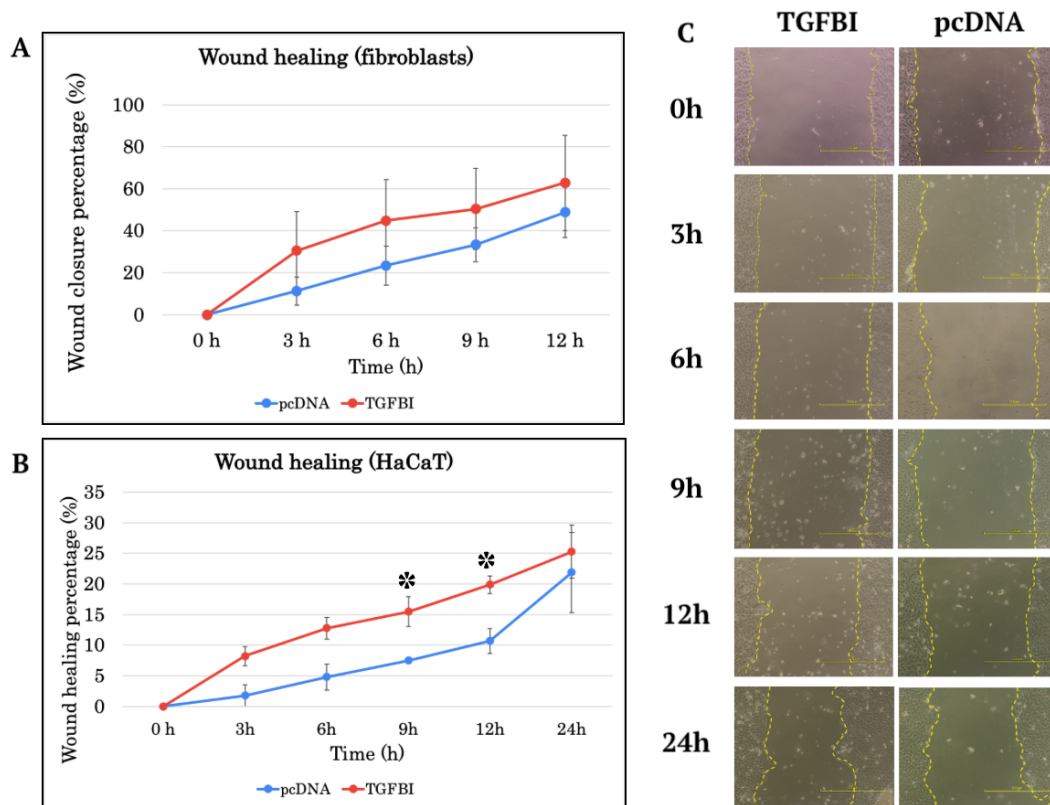 A
Wound healing (fibroblasts)
Wound closure percentage (%)
100
80
60
40
20
0
0 h 3 h 6 h 9 h 12 h
Time (h)
pcDNA TGFBI
B
Wound healing (HaCaT)
Wound healing percentage (%)
35
30
25
20
15
10
5
0
*
*
0 h 3h 6h 9h 12h 24h
Time (h)
pcDNA TGFBI
C
TGFBI pcDNA
0h
3h
6h
9h
12h
24h